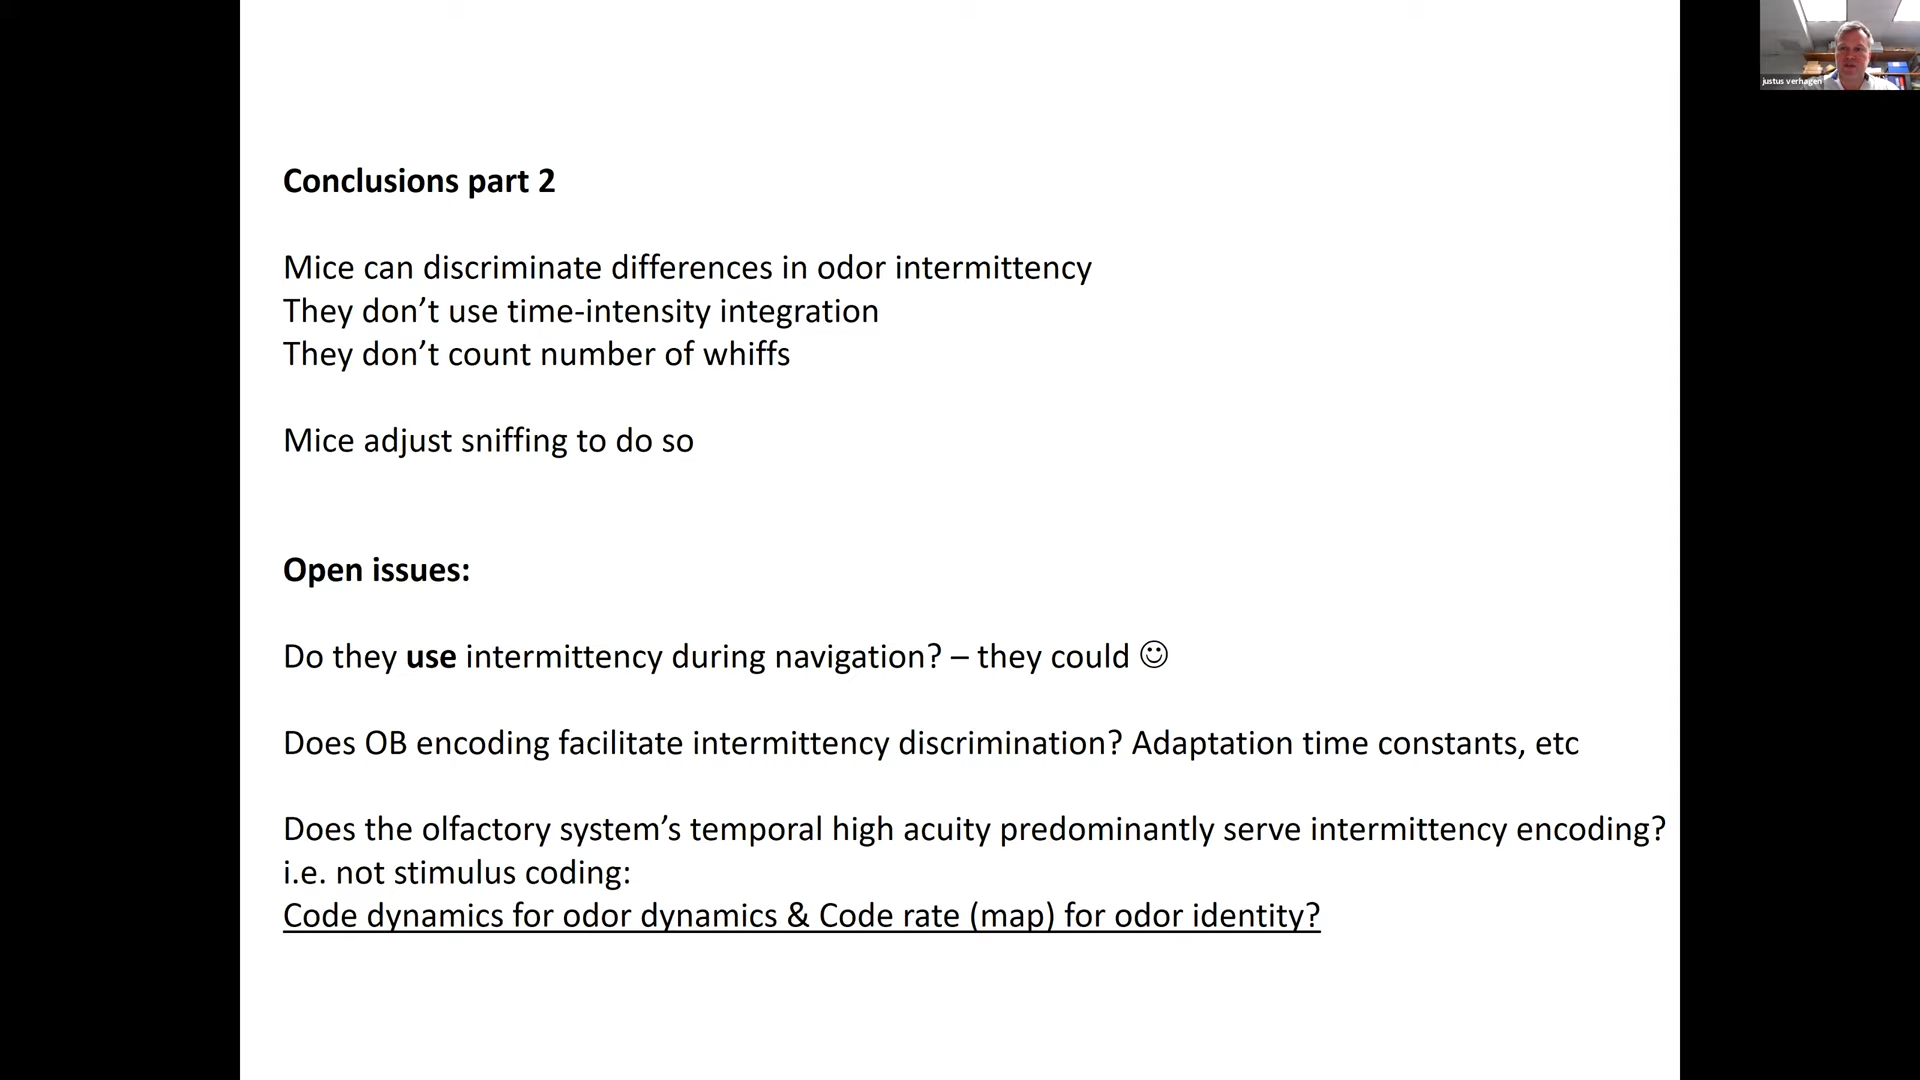 justus verhagen
Conclusions part 2
Mice can discriminate differences in odor intermittency
They don’t use time-intensity integration
They don’t count number of whiffs
Mice adjust sniffing to do so
Open issues:
Do they use intermittency during navigation? – they could ☺
Does OB encoding facilitate intermittency discrimination? Adaptation time constants, etc
Does the olfactory system’s temporal high acuity predominantly serve intermittency encoding?
i.e. not stimulus coding:
Code dynamics for odor dynamics & Code rate (map) for odor identity?